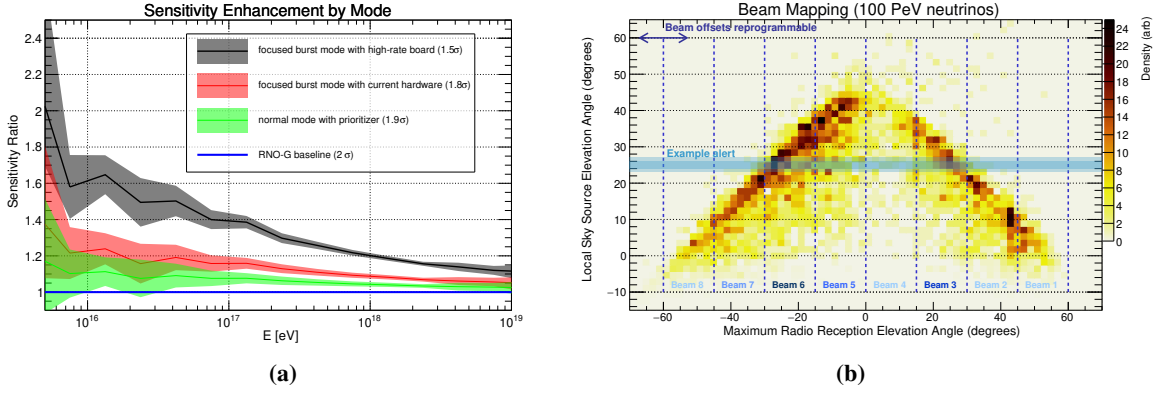 Sensitivity Enhancement by Mode
Sensitivity Ratio
2.4
2.2
2
1.8
1.6
1.4
1.2
1
focused burst mode with high-rate board (1.5σ)
focused burst mode with current hardware (1.8σ)
normal mode with prioritizer (1.9σ)
RNO-G baseline (2 σ)
10¹⁶ 10¹⁷ 10¹⁸ 10¹⁹
E [eV]
(a)
Beam Mapping (100 PeV neutrinos)
Local Sky Source Elevation Angle (degrees)
60
50
40
30
20
10
0
−10
Beam offsets reprogrammable
Example alert
Beam 8 Beam 7 Beam 6 Beam 5 Beam 4 Beam 3 Beam 2 Beam 1
−60 −40 −20 0 20 40 60
Maximum Radio Reception Elevation Angle (degrees)
24
22
20
18
16
14
12
10
8
6
4
2
0
Density (arb)
(b)